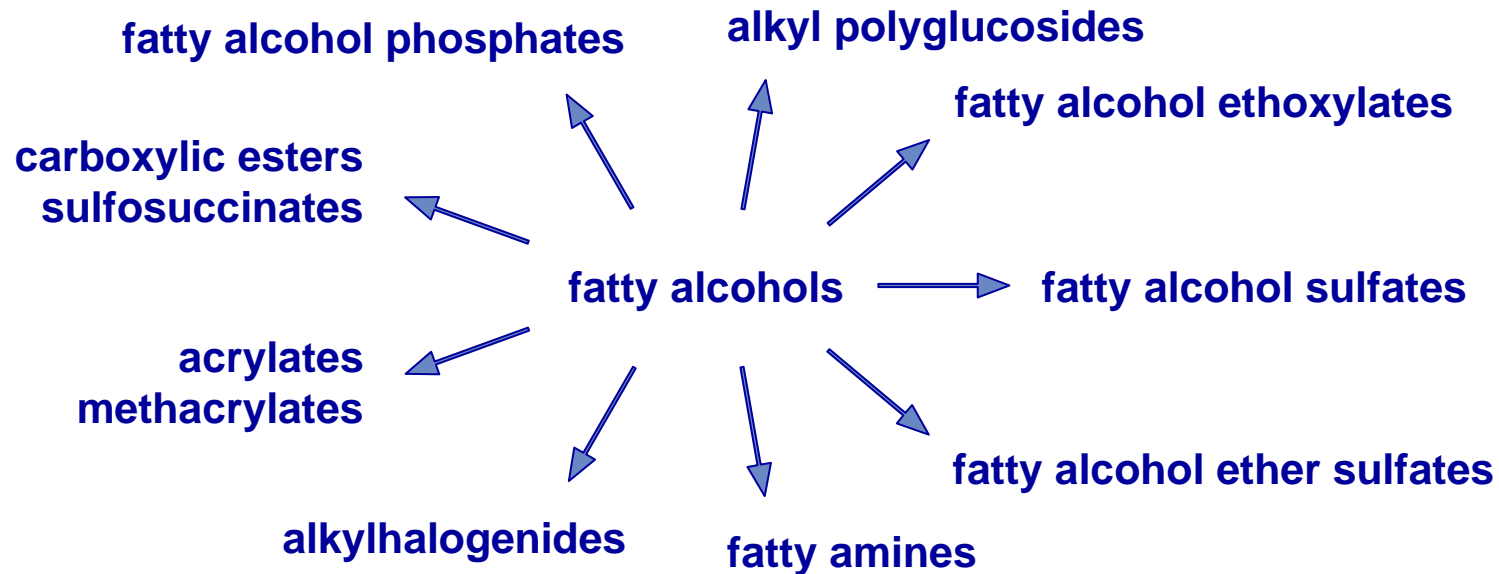 fatty alcohol phosphates
alkyl polyglucosides
fatty alcohol ethoxylates
carboxylic esters
sulfosuccinates
fatty alcohols
fatty alcohol sulfates
acrylates
methacrylates
fatty alcohol ether sulfates
alkylhalogenides
fatty amines